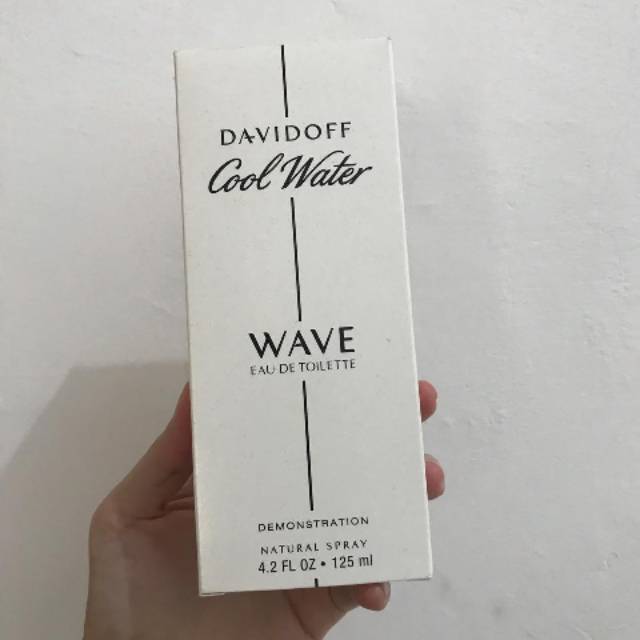 DAVIDOFF
Cool Water
WAVE
EAU DE TOILETTE
DEMONSTRATION
NATURAL SPRAY
4.2 FL OZ • 125 ml